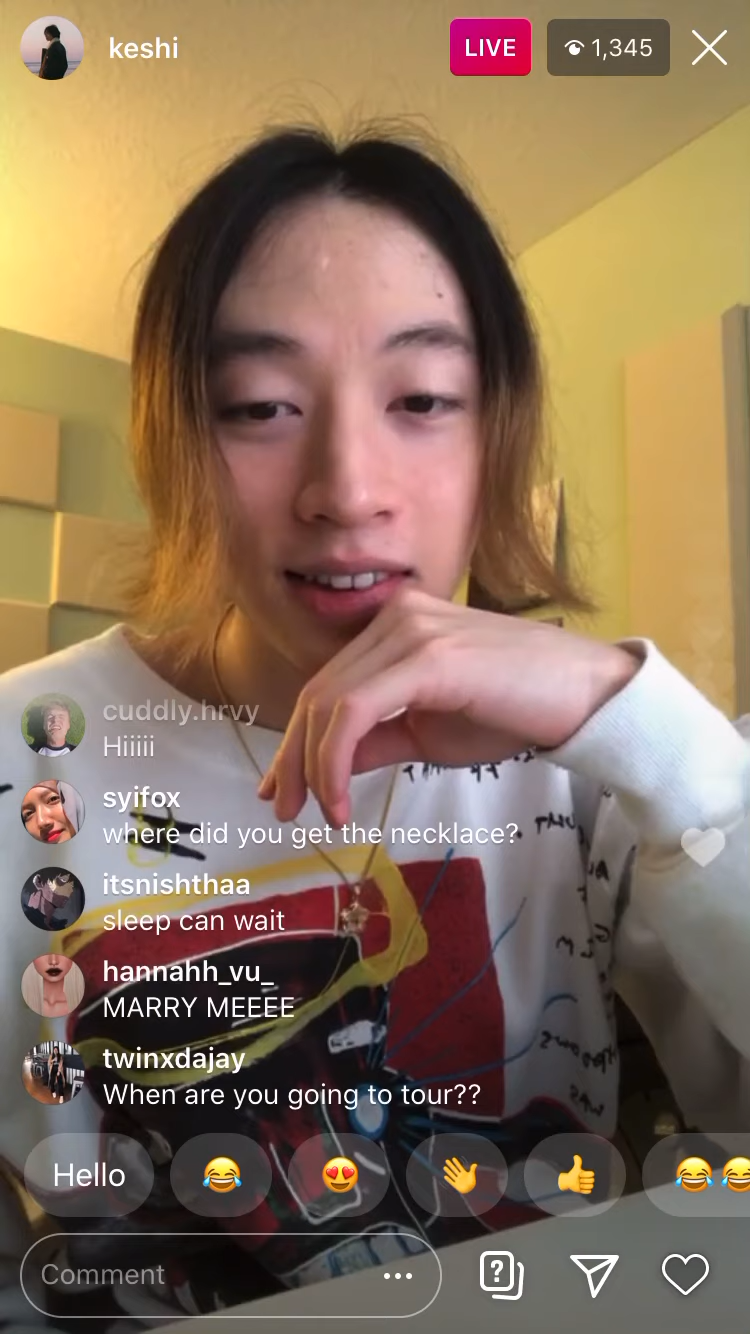 keshi
LIVE
1,345
cuddly.hrvy
Hiiiii
syifox
where did you get the necklace?
itsnishthaa
sleep can wait
hannahh_vu_
MARRY MEEEE
twinxdajay
When are you going to tour??
Hello
Comment